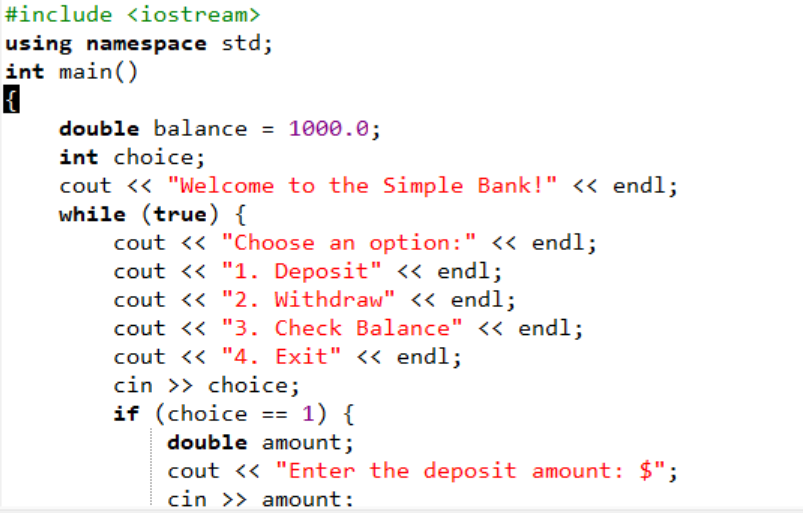 #include <iostream>
using namespace std;
int main()
{
    double balance = 1000.0;
    int choice;
    cout << "Welcome to the Simple Bank!" << endl;
    while (true) {
        cout << "Choose an option:" << endl;
        cout << "1. Deposit" << endl;
        cout << "2. Withdraw" << endl;
        cout << "3. Check Balance" << endl;
        cout << "4. Exit" << endl;
        cin >> choice;
        if (choice == 1) {
            double amount;
            cout << "Enter the deposit amount: $";
            cin >> amount;